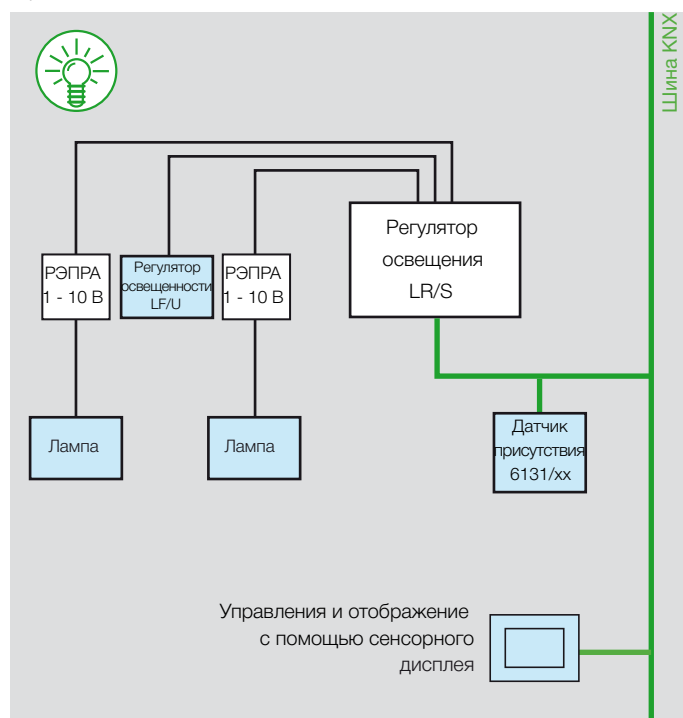 Шина KNX
Регулятор
освещения
LR/S
РЭПРА
1 - 10 В
Регулятор
освещенности
LF/U
РЭПРА
1 - 10 В
Лампа
Лампа
Датчик
присутствия
6131/xx
Управления и отображение
с помощью сенсорного
дисплея